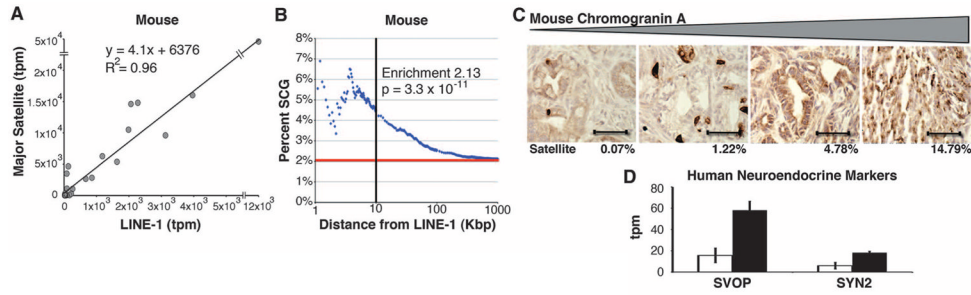 A
Mouse
Major Satellite (tpm)
5x10⁴
2x10⁴
1.5x10⁴
1x10⁴
5x10³
0
y = 4.1x + 6376
R²= 0.96
0
1x10³
2x10³
3x10³
4x10³
5x10³
12x10³
LINE-1 (tpm)
B
Mouse
Percent SCG
8%
7%
6%
5%
4%
3%
2%
1%
0%
Enrichment 2.13
p = 3.3 x 10⁻¹¹
1
10
100
1000
Distance from LINE-1 (Kbp)
C
Mouse Chromogranin A
Satellite 0.07% 1.22% 4.78% 14.79%
D
Human Neuroendocrine Markers
tpm
80
60
40
20
0
SVOP SYN2